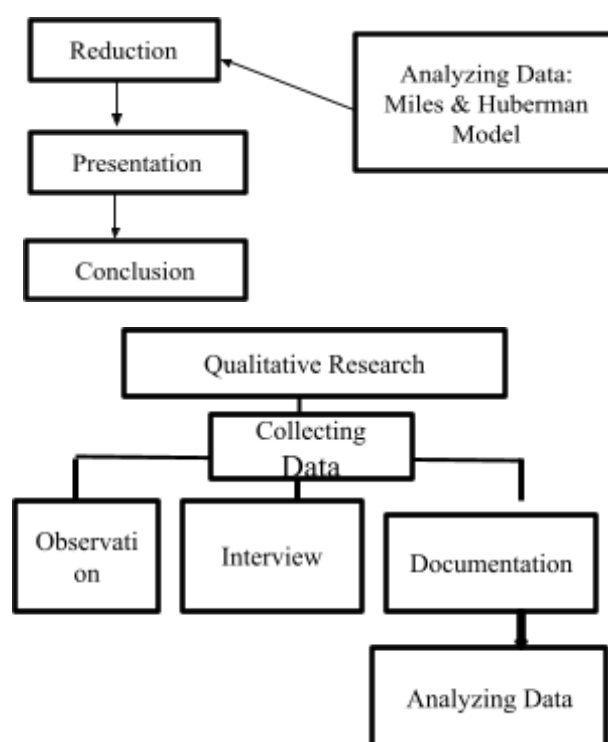 Reduction
Analyzing Data:
Miles & Huberman
Model
Presentation
Conclusion
Qualitative Research
Collecting
Data
Observati
on
Interview
Documentation
Analyzing Data